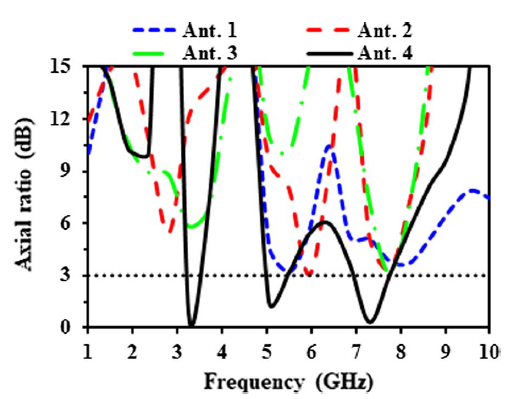 Ant. 1
Ant. 2
Ant. 3
Ant. 4
Axial ratio (dB)
15
12
9
6
3
0
1 2 3 4 5 6 7 8 9 10
Frequency (GHz)